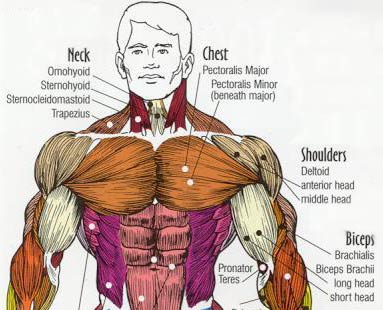 Neck
Omohyoid
Sternohyoid
Sternocleidomastoid
Trapezius
Chest
Pectoralis Major
Pectoralis Minor
(beneath major)
Shoulders
Deltoid
anterior head
middle head
Biceps
Brachialis
Biceps Brachii
long head
short head
Pronator
Teres